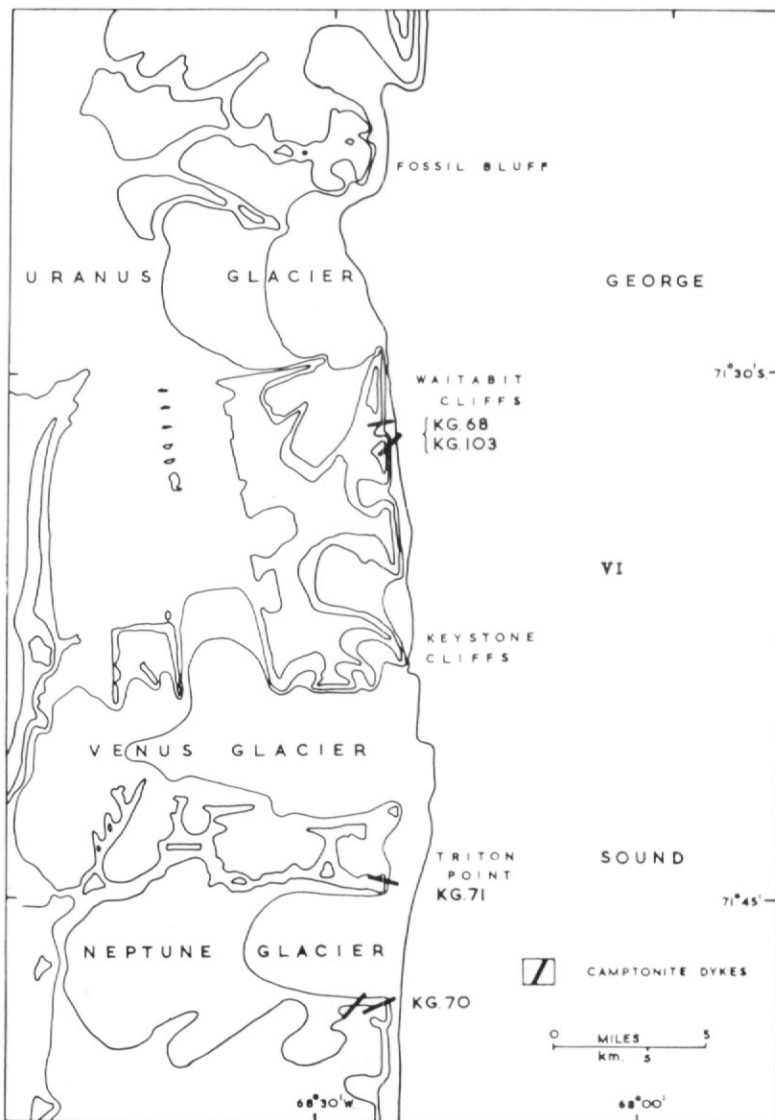 FOSSIL BLUFF
URANUS GLACIER
GEORGE
WAITABIT
CLIFFS
71°30'S.
KG.68
KG.103
VI
KEYSTONE
CLIFFS
VENUS GLACIER
TRITON
POINT
KG.71
SOUND
71°45'
NEPTUNE GLACIER
CAMPTONITE DYKES
KG.70
0 MILES 5
km. 5
68°30'W.
68°00'